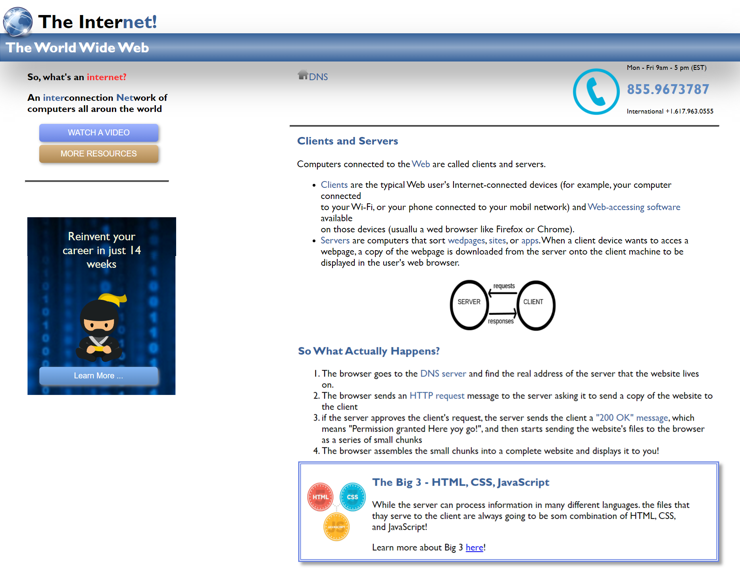 The Internet!
The World Wide Web
So, what's an internet?
An interconnection Network of
computers all aroun the world
WATCH A VIDEO
MORE RESOURCES
Reinvent your
career in just 14
weeks
Learn More ...
DNS
Mon - Fri 9am - 5 pm (EST)
855.9673787
International +1.617.963.0555
Clients and Servers
Computers connected to the Web are called clients and servers.
• Clients are the typical Web user's Internet-connected devices (for example, your computer
connected
to your Wi-Fi, or your phone connected to your mobil network) and Web-accessing software
available
on those devices (usuallu a wed browser like Firefox or Chrome).
• Servers are computers that sort wedpages, sites, or apps. When a client device wants to acces a
webpage, a copy of the webpage is downloaded from the server onto the client machine to be
displayed in the user's web browser.
requests
SERVER
CLIENT
responses
So What Actually Happens?
1. The browser goes to the DNS server and find the real address of the server that the website lives
on.
2. The browser sends an HTTP request message to the server asking it to send a copy of the website to
the client
3. if the server approves the client's request, the server sends the client a "200 OK" message, which
means "Permission granted Here yoy go!", and then starts sending the website's files to the browser
as a series of small chunks
4. The browser assembles the small chunks into a complete website and displays it to you!
HTML
CSS
JS
The Big 3 - HTML, CSS, JavaScript
While the server can process information in many different languages. the files that
thay serve to the client are always going to be som combination of HTML, CSS,
and JavaScript!
Learn more about Big 3 here!